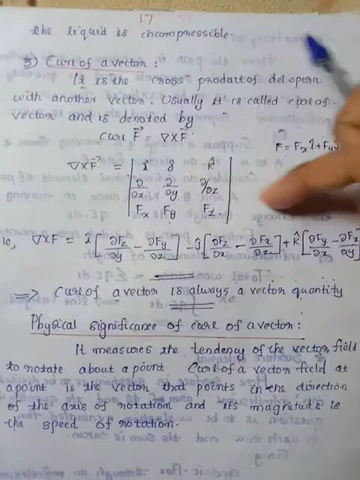 17
the liquid is incompressible.
3) Curl of a vector :
It is the cross prodact of del opera
with another vector. Usually it is called curl of
vector and is denoted by
Curl F⃗ = ∇×F⃗
F = Fx î + Fy
∇×F⃗ = | î ĵ k̂ |
| ∂/∂x ∂/∂y ∂/∂z |
| Fx Fy Fz |
ie, ∇×F = î [∂Fz/∂y − ∂Fy/∂z] − ĵ [∂Fz/∂x − ∂Fx/∂z] + k̂ [∂Fy/∂x − ∂Fx/∂y]
⇒ Curl of a vector is always a vector quantity
Physical significance of curl of a vector :
It measures the tendency of the vector field
to rotate about a point. Curl of a vector field at
a point is the vector that points in the direction
of the axis of rotation and its magnitude is
the speed of rotation.